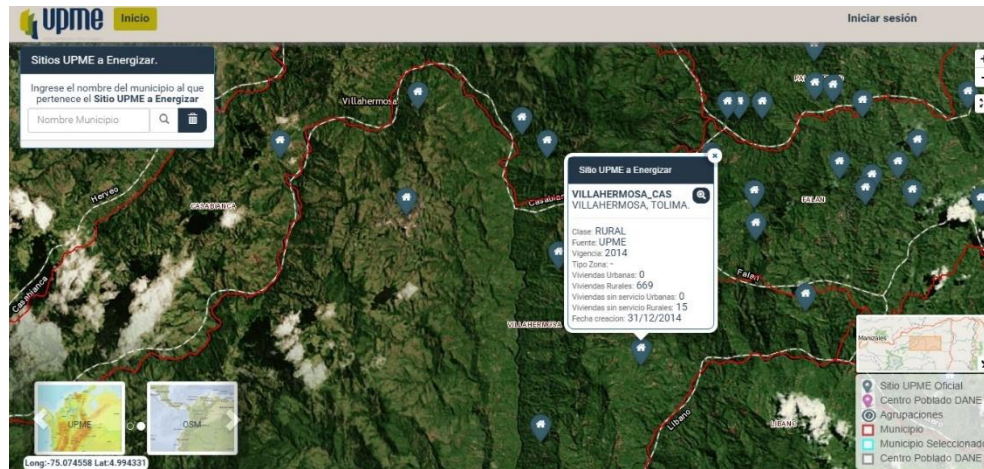 upme
Inicio
Iniciar sesión
Sitios UPME a Energizar.
Ingrese el nombre del municipio al que
pertenece el Sitio UPME a Energizar
Nombre Municipio
Villahermosa
Herveo
CASABIANCA
Casabianca
FALAN
Falan
VILLAHERMOSA
Libano
LIBANO
Sitio UPME a Energizar
VILLAHERMOSA_CAS
VILLAHERMOSA, TOLIMA.
Clase: RURAL
Fuente: UPME
Vigencia: 2014
Tipo Zona: -
Viviendas Urbanas: 0
Viviendas Rurales: 669
Viviendas sin servicio Urbanas: 0
Viviendas sin servicio Rurales: 15
Fecha creacion: 31/12/2014
Manizales
Sitio UPME Oficial
Centro Poblado DANE
Agrupaciones
Municipio
Municipio Seleccionado
Centro Poblado DANE
UPME
OSM
Long:-75.074558 Lat:4.994331